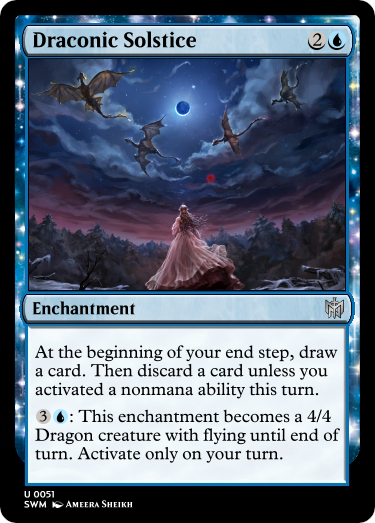 Draconic Solstice 2
Enchantment
At the beginning of your end step, draw
a card. Then discard a card unless you
activated a nonmana ability this turn.
3 : This enchantment becomes a 4/4
Dragon creature with flying until end of
turn. Activate only on your turn.
U 0051
SWM Ameera Sheikh